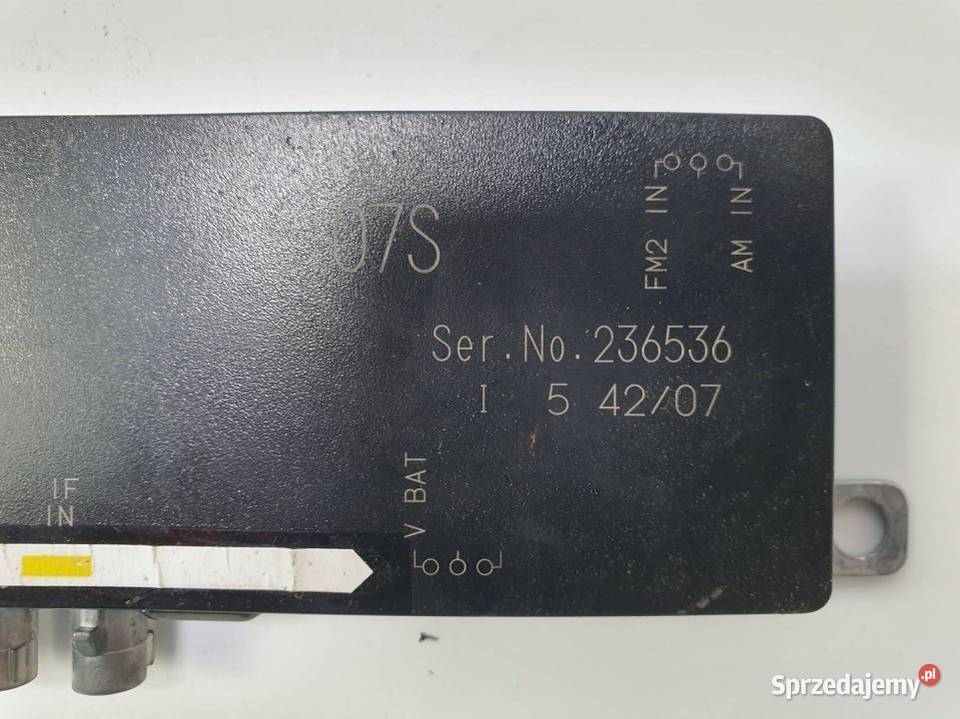 07S
FM2 IN
AM IN
Ser.No.236536
I 5 42/07
V BAT
IF
IN
Sprzedajemy.pl